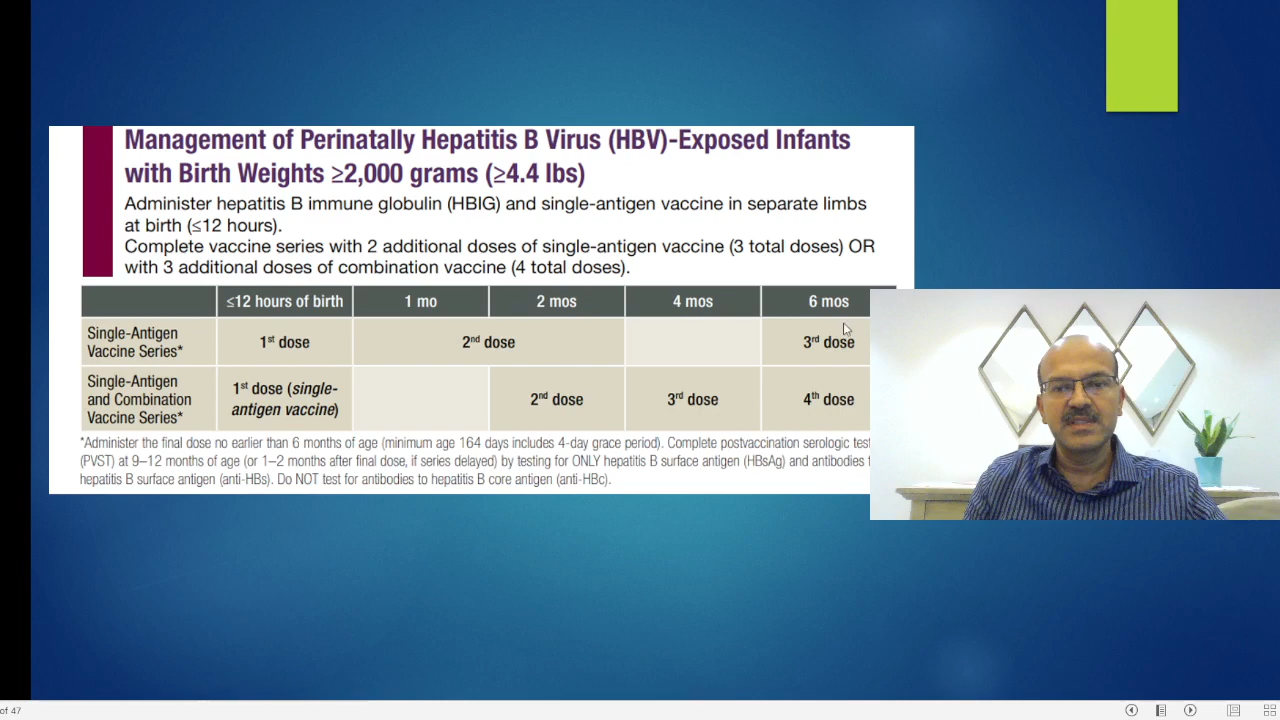 Management of Perinatally Hepatitis B Virus (HBV)-Exposed Infants
with Birth Weights ≥2,000 grams (≥4.4 lbs)
Administer hepatitis B immune globulin (HBIG) and single-antigen vaccine in separate limbs
at birth (≤12 hours).
Complete vaccine series with 2 additional doses of single-antigen vaccine (3 total doses) OR
with 3 additional doses of combination vaccine (4 total doses).
≤12 hours of birth 1 mo 2 mos 4 mos 6 mos
Single-Antigen
Vaccine Series*
1st dose 2nd dose 3rd dose
Single-Antigen
and Combination
Vaccine Series*
1st dose (single-
antigen vaccine)
2nd dose 3rd dose 4th dose
*Administer the final dose no earlier than 6 months of age (minimum age 164 days includes 4-day grace period). Complete postvaccination serologic
(PVST) at 9–12 months of age (or 1–2 months after final dose, if series delayed) by testing for ONLY hepatitis B surface antigen (HBsAg) and antibodies
hepatitis B surface antigen (anti-HBs). Do NOT test for antibodies to hepatitis B core antigen (anti-HBc).
of 47